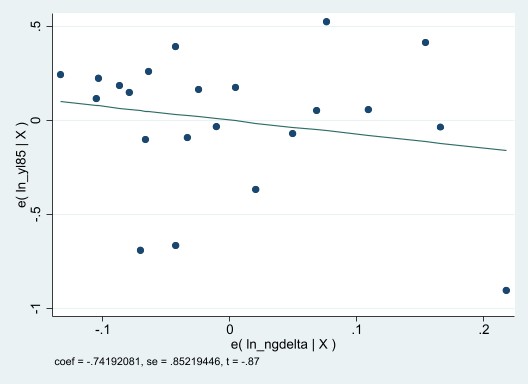 .5
0
-.5
-1
e( ln_yl85 | X )
-.1
0
.1
.2
e( ln_ngdelta | X )
coef = -.74192081, se = .85219446, t = -.87